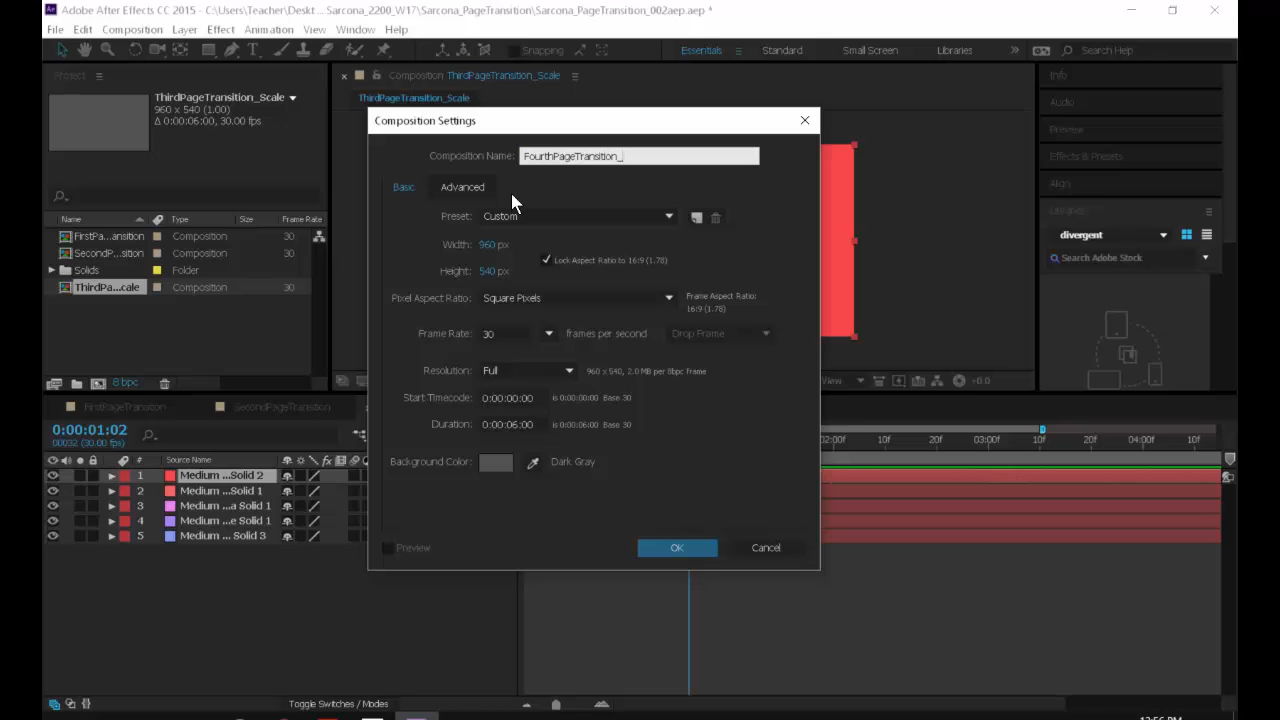 Adobe After Effects CC 2015 - C:\Users\Teacher\Deskt ... Sarcona_2200_W17\Sarcona_PageTransition\Sarcona_PageTransition_002aep.aep *
File Edit Composition Layer Effect Animation View Window Help
Snapping Essentials Standard Small Screen Libraries Search Help
Project
Composition ThirdPageTransition_Scale
ThirdPageTransition_Scale
ThirdPageTransition_Scale
960 x 540 (1.00)
Δ 0:00:06:00, 30.00 fps
Info
Audio
Preview
Effects & Presets
Align
Libraries
divergent
Search Adobe Stock
Name Type Size Frame Rate
FirstPa...ansition Composition 30
SecondP...sition Composition 30
Solids Folder
ThirdPa...cale Composition 30
8 bpc
Composition Settings
Composition Name: FourthPageTransition_
Basic Advanced
Preset: Custom
Width: 960 px
Lock Aspect Ratio to 16:9 (1.78)
Height: 540 px
Pixel Aspect Ratio: Square Pixels
Frame Aspect Ratio:
16:9 (1.78)
Frame Rate: 30 frames per second Drop Frame
Resolution: Full 960 x 540, 2.0 MB per 8bpc frame
Start Timecode: 0:00:00:00 is 0:00:00:00 Base 30
Duration: 0:00:06:00 is 0:00:06:00 Base 30
Background Color: Dark Gray
Preview OK Cancel
View +0.0
FirstPageTransition SecondPageTransition
0:00:01:02
00032 (30.00 fps)
02:00f 10f 20f 03:00f 10f 20f 04:00f 10f
# Source Name
1 Medium ...Solid 2
2 Medium ...Solid 1
3 Medium ...a Solid 1
4 Medium ...e Solid 1
5 Medium ... Solid 3
Toggle Switches / Modes